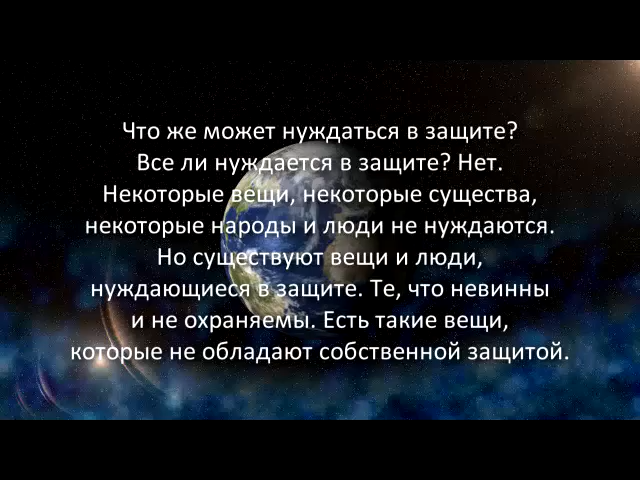 Что же может нуждаться в защите?
Все ли нуждается в защите? Нет.
Некоторые вещи, некоторые существа,
некоторые народы и люди не нуждаются.
Но существуют вещи и люди,
нуждающиеся в защите. Те, что невинны
и не охраняемы. Есть такие вещи,
которые не обладают собственной защитой.